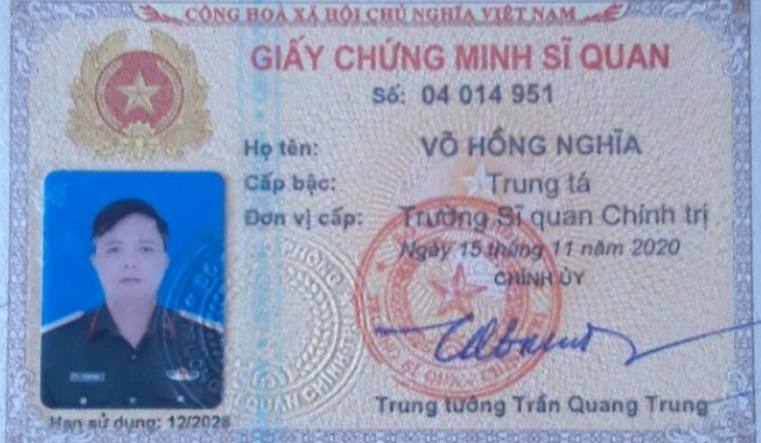 CỘNG HOÀ XÃ HỘI CHỦ NGHĨA VIỆT NAM
GIẤY CHỨNG MINH SĨ QUAN
Số: 04 014 951
Họ tên: VÕ HỒNG NGHĨA
Cấp bậc: Trung tá
Đơn vị cấp: Trường Sĩ quan Chính trị
Ngày 15 tháng 11 năm 2020
CHÍNH ỦY
Trung tướng Trần Quang Trung
Hạn sử dụng: 12/2028